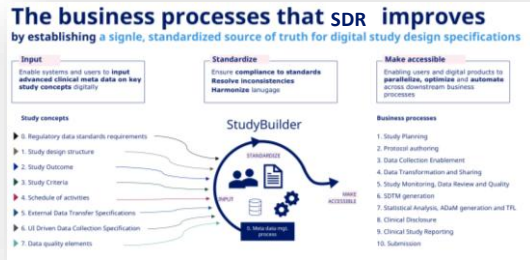 The business processes that SDR improves
by establishing a signle, standardized source of truth for digital study design specifications
Input
Enable systems and users to input
advanced clinical meta data on key
study concepts digitally
Standardize
Ensure compliance to standards
Resolve inconsistencies
Harmonize lanugage
Make accessible
Enabling users and digital products to
parallelize, optimize and automate
across downstream business
processes
Study concepts
0. Regulatory data standards requirements
1. Study design structure
2. Study Outcome
3. Study Criteria
4. Schedule of activities
5. External Data Transfer Specifications
6. UI Driven Data Collection Specification
7. Data quality elements
StudyBuilder
STANDARDIZE
INPUT
MAKE
ACCESSIBLE
0. Meta data mgt.
process
Business processes
1. Study Planning
2. Protocol authoring
3. Data Collection Enablement
4. Data Transformation and Sharing
5. Study Monitoring, Data Review and Quality
6. SDTM generation
7. Statistical Analysis, ADaM generation and TFL
8. Clinical Disclosure
9. Clinical Study Reporting
10. Submission